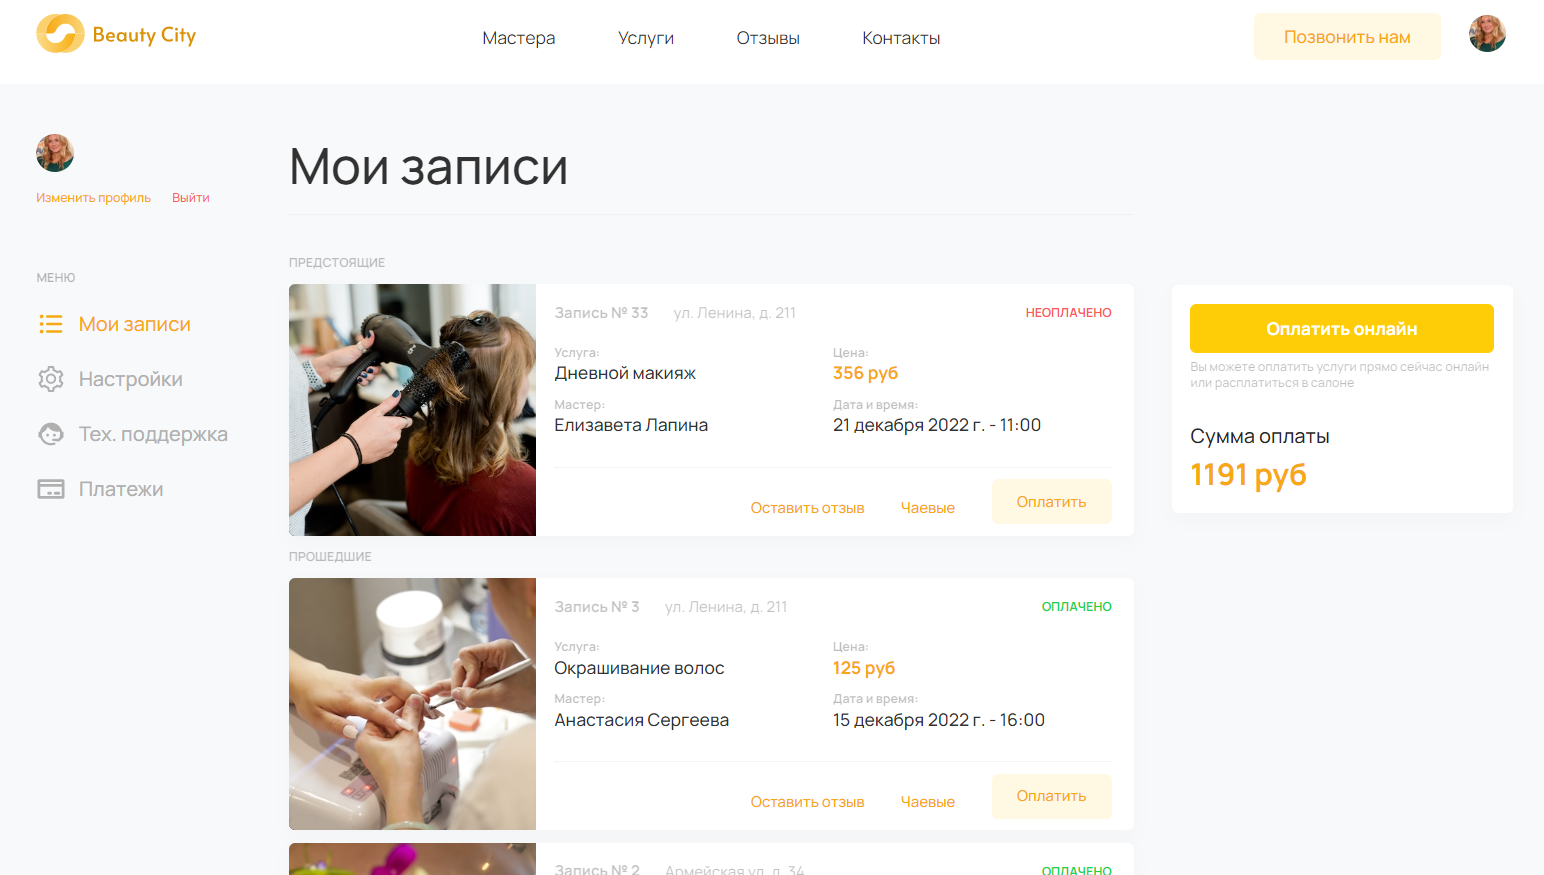 Beauty City
Мастера
Услуги
Отзывы
Контакты
Позвонить нам
Изменить профиль
Выйти
МЕНЮ
Мои записи
Настройки
Тех. поддержка
Платежи
Мои записи
ПРЕДСТОЯЩИЕ
Запись № 33
ул. Ленина, д. 211
НЕОПЛАЧЕНО
Услуга:
Дневной макияж
Цена:
356 руб
Мастер:
Елизавета Лапина
Дата и время:
21 декабря 2022 г. - 11:00
Оставить отзыв
Чаевые
Оплатить
ПРОШЕДШИЕ
Запись № 3
ул. Ленина, д. 211
ОПЛАЧЕНО
Услуга:
Окрашивание волос
Цена:
125 руб
Мастер:
Анастасия Сергеева
Дата и время:
15 декабря 2022 г. - 16:00
Оставить отзыв
Чаевые
Оплатить
Запись № 2
Армейская ул. д. 34
ОПЛАЧЕНО
Оплатить онлайн
Вы можете оплатить услуги прямо сейчас онлайн
или расплатиться в салоне
Сумма оплаты
1191 руб